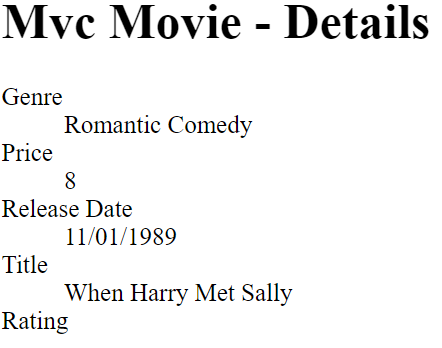 Mvc Movie - Details
Genre
Romantic Comedy
Price
8
Release Date
11/01/1989
Title
When Harry Met Sally
Rating